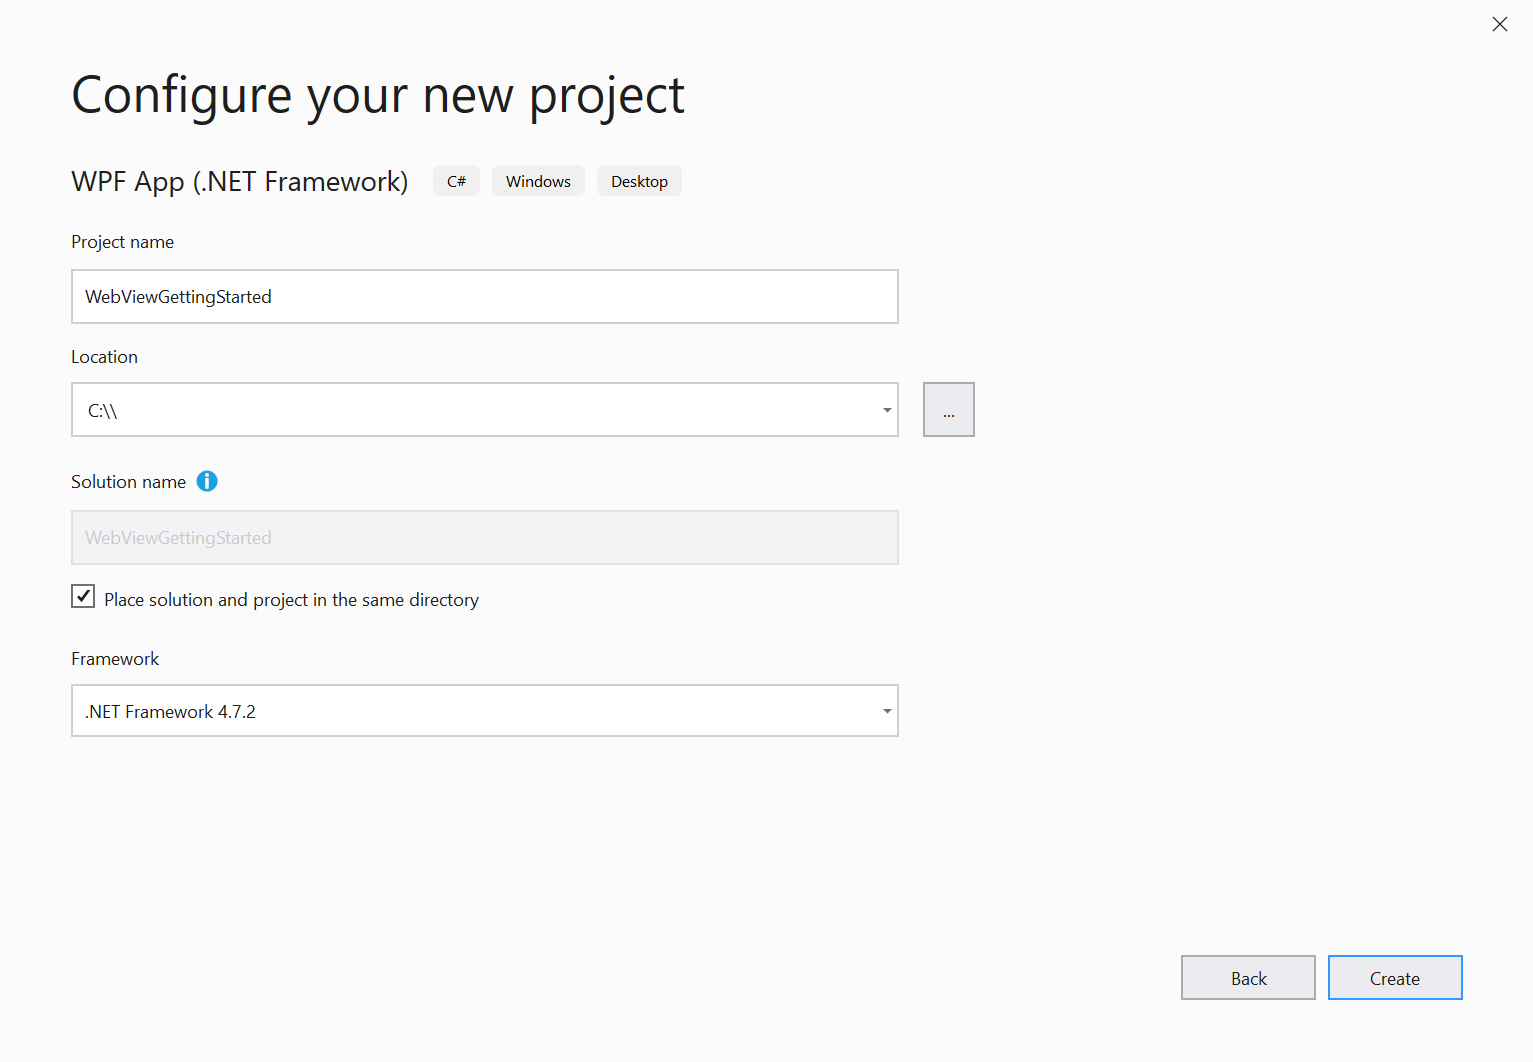 Configure your new project
WPF App (.NET Framework) C# Windows Desktop
Project name
WebViewGettingStarted
Location
C:\\
...
Solution name i
WebViewGettingStarted
Place solution and project in the same directory
Framework
.NET Framework 4.7.2
Back Create